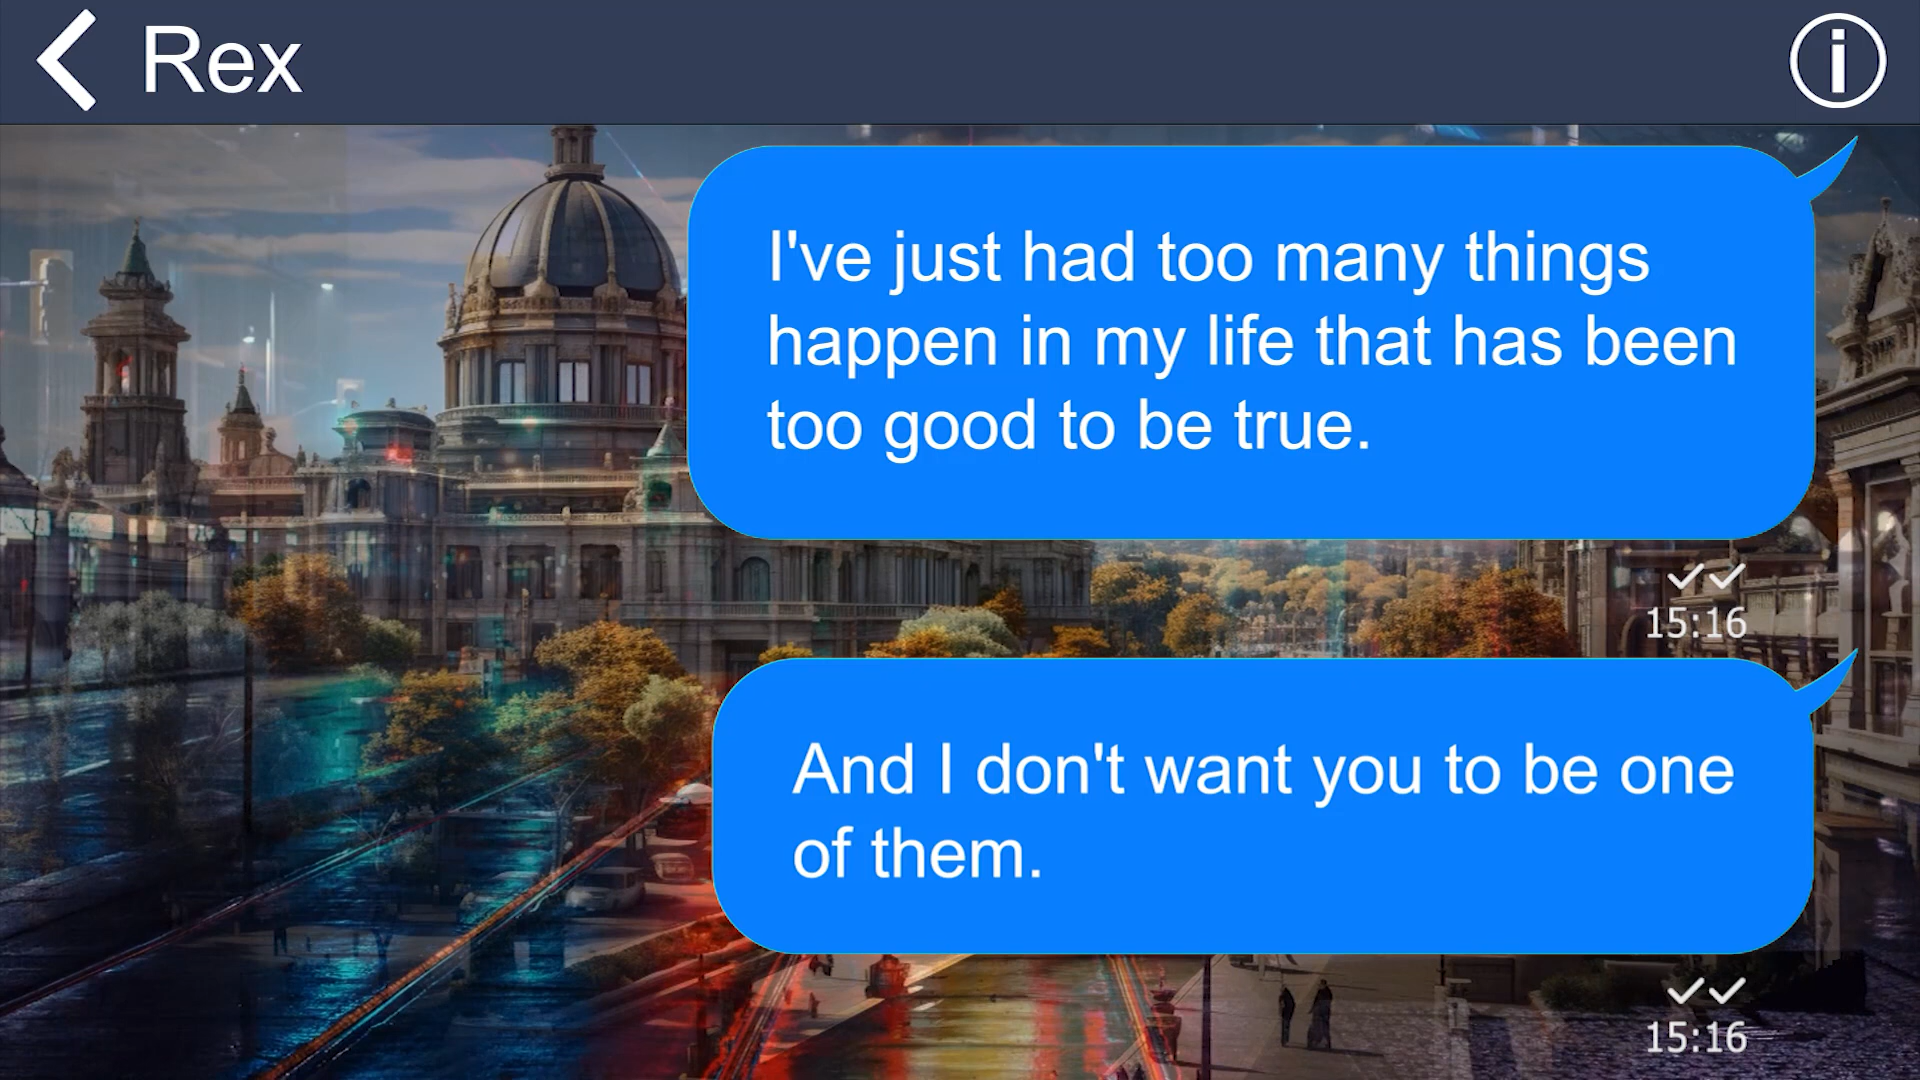 Rex
I've just had too many things
happen in my life that has been
too good to be true.
15:16
And I don't want you to be one
of them.
15:16